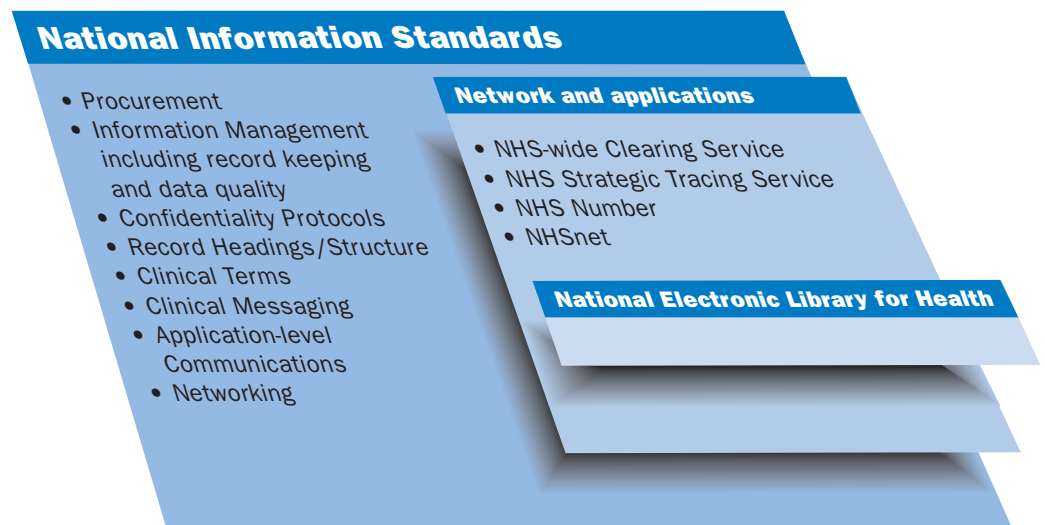 National Information Standards
• Procurement
• Information Management
including record keeping
and data quality
• Confidentiality Protocols
• Record Headings/Structure
• Clinical Terms
• Clinical Messaging
• Application-level
Communications
• Networking
Network and applications
• NHS-wide Clearing Service
• NHS Strategic Tracing Service
• NHS Number
• NHSnet
National Electronic Library for Health